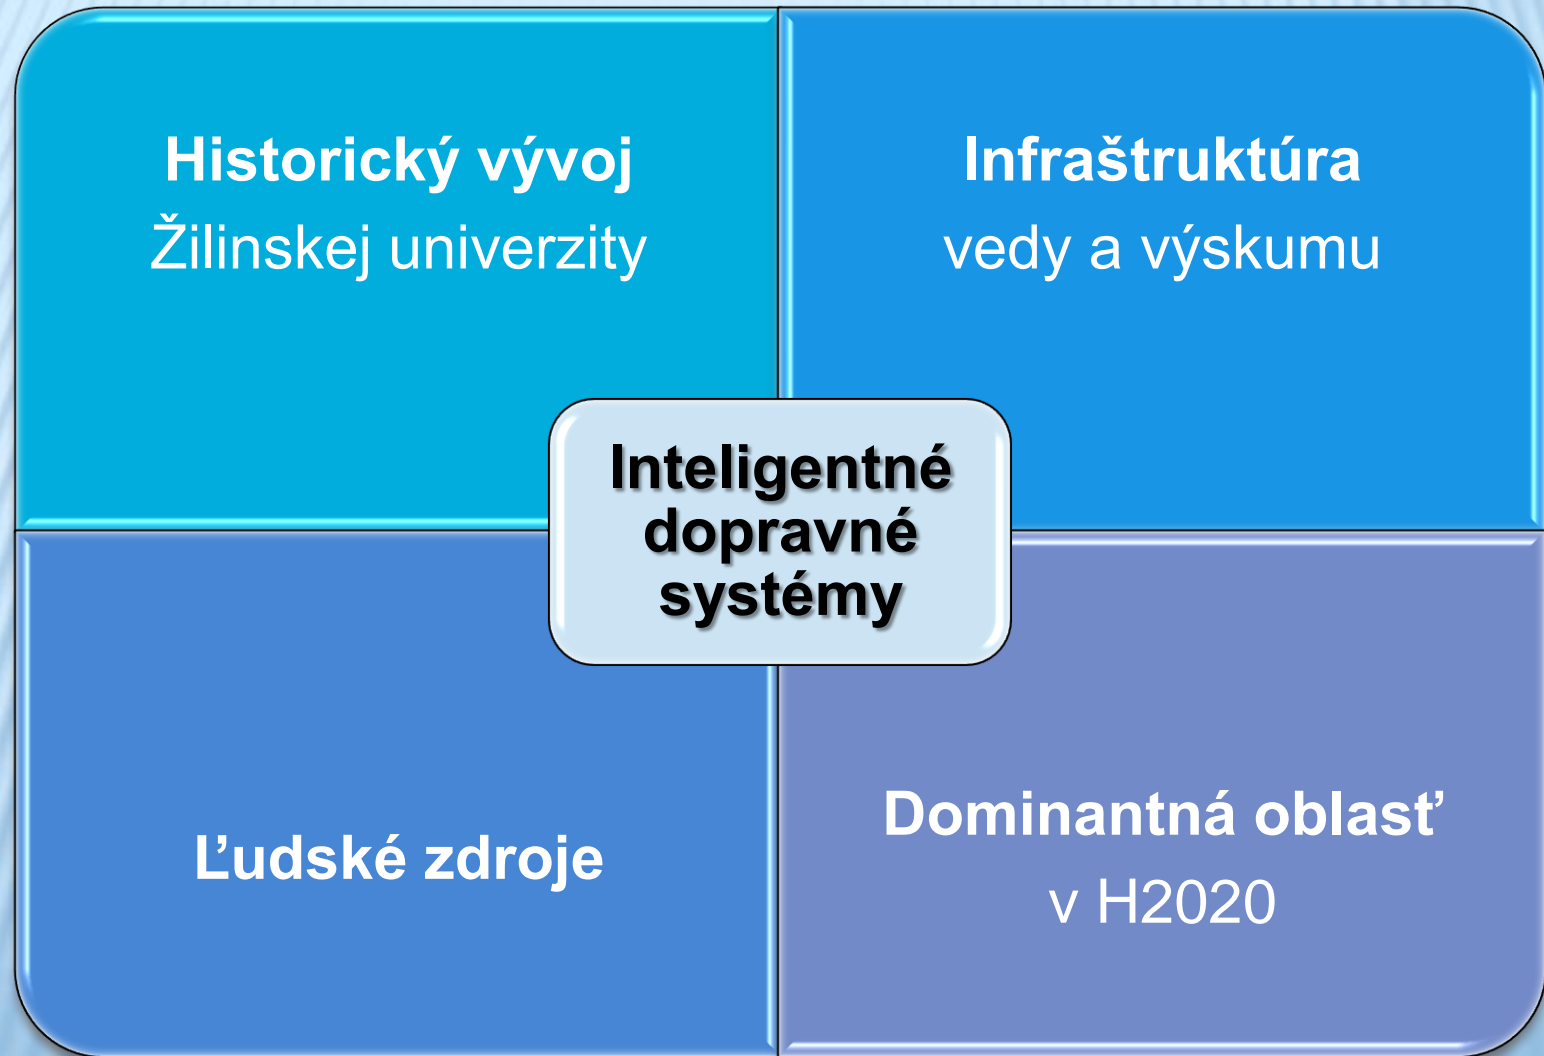 Historický vývoj
Žilinskej univerzity
Infraštruktúra
vedy a výskumu
Inteligentné
dopravné
systémy
Ľudské zdroje
Dominantná oblasť
v H2020